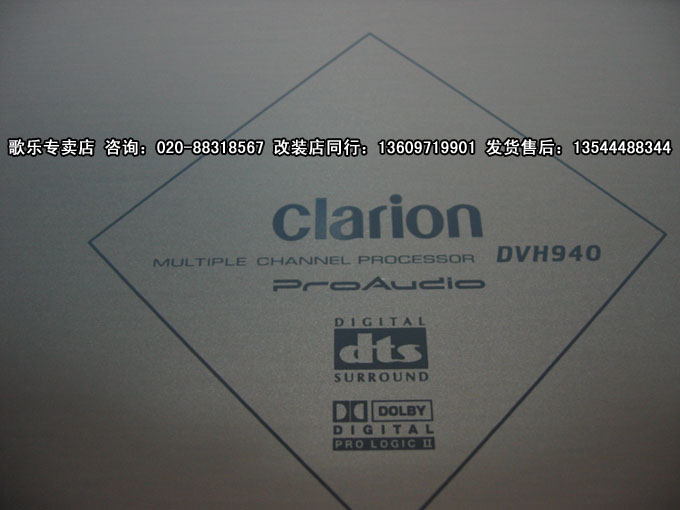 歌乐专卖店 咨询：020-88318567 改装店同行：13609719901 发货售后：13544488344
clarion
MULTIPLE CHANNEL PROCESSOR DVH940
ProAudio
DIGITAL
dts
SURROUND
DOLBY
DIGITAL
PRO LOGIC II